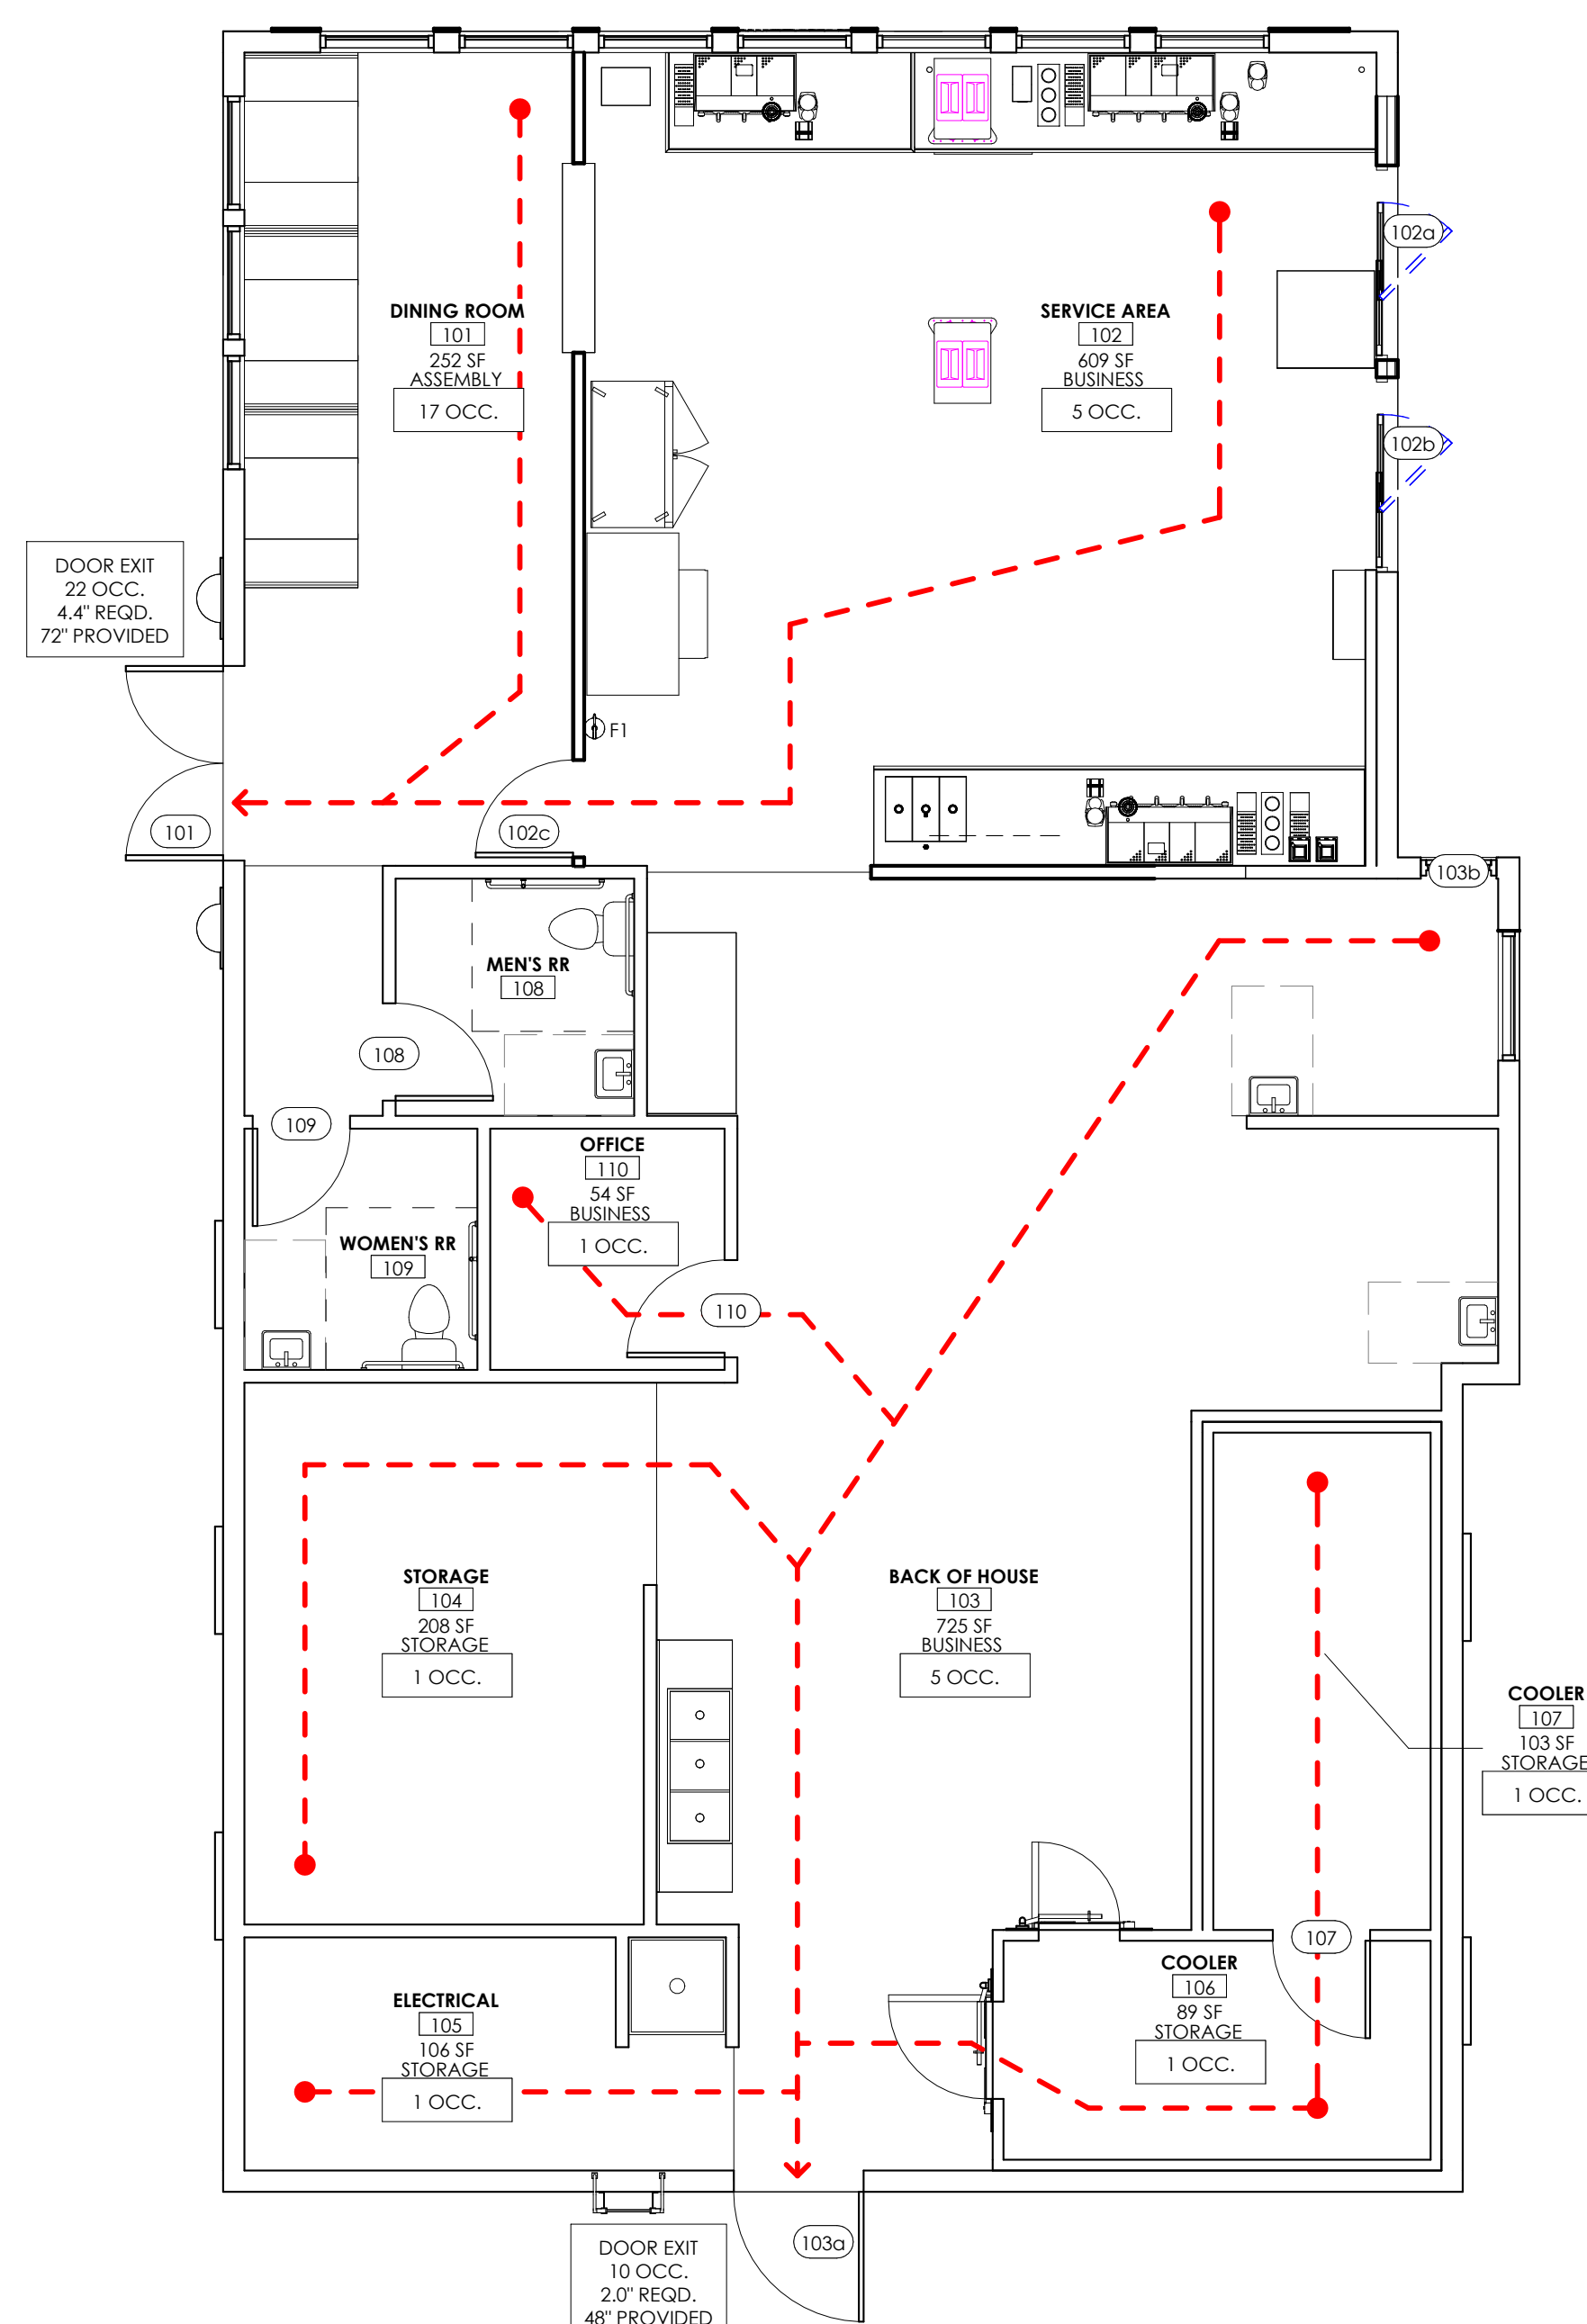 102a
DINING ROOM
101
252 SF
ASSEMBLY
17 OCC.
SERVICE AREA
102
609 SF
BUSINESS
5 OCC.
102b
DOOR EXIT
22 OCC.
4.4" REQD.
72" PROVIDED
F1
101
102c
103b
MEN'S RR
108
108
109
OFFICE
110
54 SF
BUSINESS
1 OCC.
WOMEN'S RR
109
110
STORAGE
104
208 SF
STORAGE
1 OCC.
BACK OF HOUSE
103
725 SF
BUSINESS
5 OCC.
COOLER
107
103 SF
STORAGE
1 OCC.
107
COOLER
106
89 SF
STORAGE
1 OCC.
ELECTRICAL
105
106 SF
STORAGE
1 OCC.
103a
DOOR EXIT
10 OCC.
2.0" REQD.
48" PROVIDED